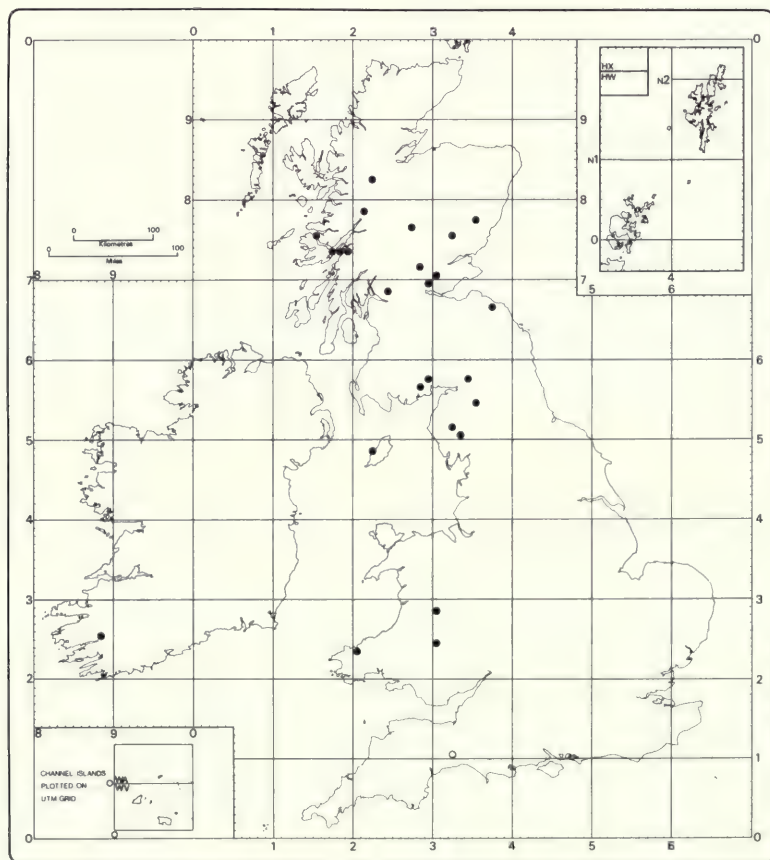 0 1 2 3 4
0 0
HX
HW
N2
9 9
N1
8 8
0 100
Kilometres
0 100
Miles
0
4 6
8 9 7 7 5 6 7
6 6
5 5
4 4
3 3
2 2
8 9 0
1
CHANNEL ISLANDS
PLOTTED ON
UTM GRID
WV
0 0
1 2 3 4 5 6